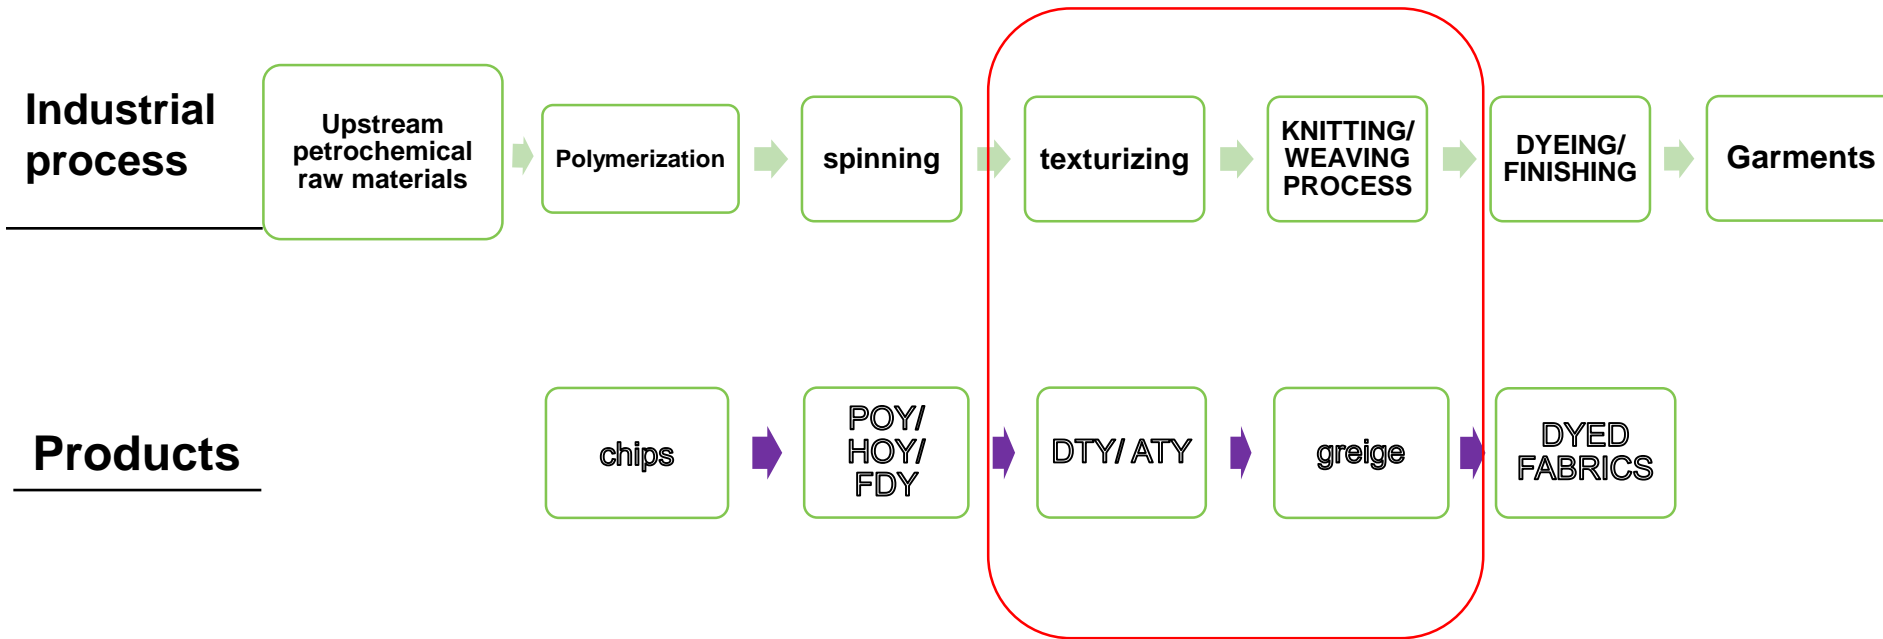 Industrial
process
Upstream
petrochemical
raw materials
Polymerization
spinning
texturizing
KNITTING/
WEAVING
PROCESS
DYEING/
FINISHING
Garments
Products
chips
POY/
HOY/
FDY
DTY/ ATY
greige
DYED
FABRICS